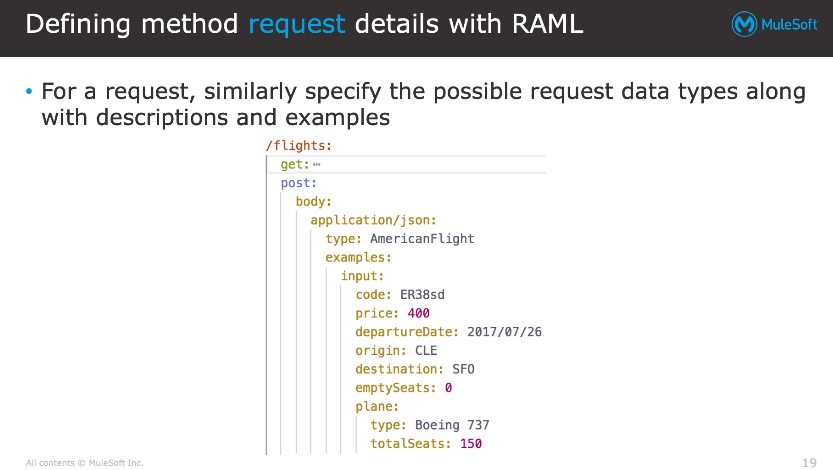 Defining method request details with RAML
MuleSoft
• For a request, similarly specify the possible request data types along
with descriptions and examples
/flights:
get:⋯
post:
body:
application/json:
type: AmericanFlight
examples:
input:
code: ER38sd
price: 400
departureDate: 2017/07/26
origin: CLE
destination: SFO
emptySeats: 0
plane:
type: Boeing 737
totalSeats: 150
All contents © MuleSoft Inc.
19